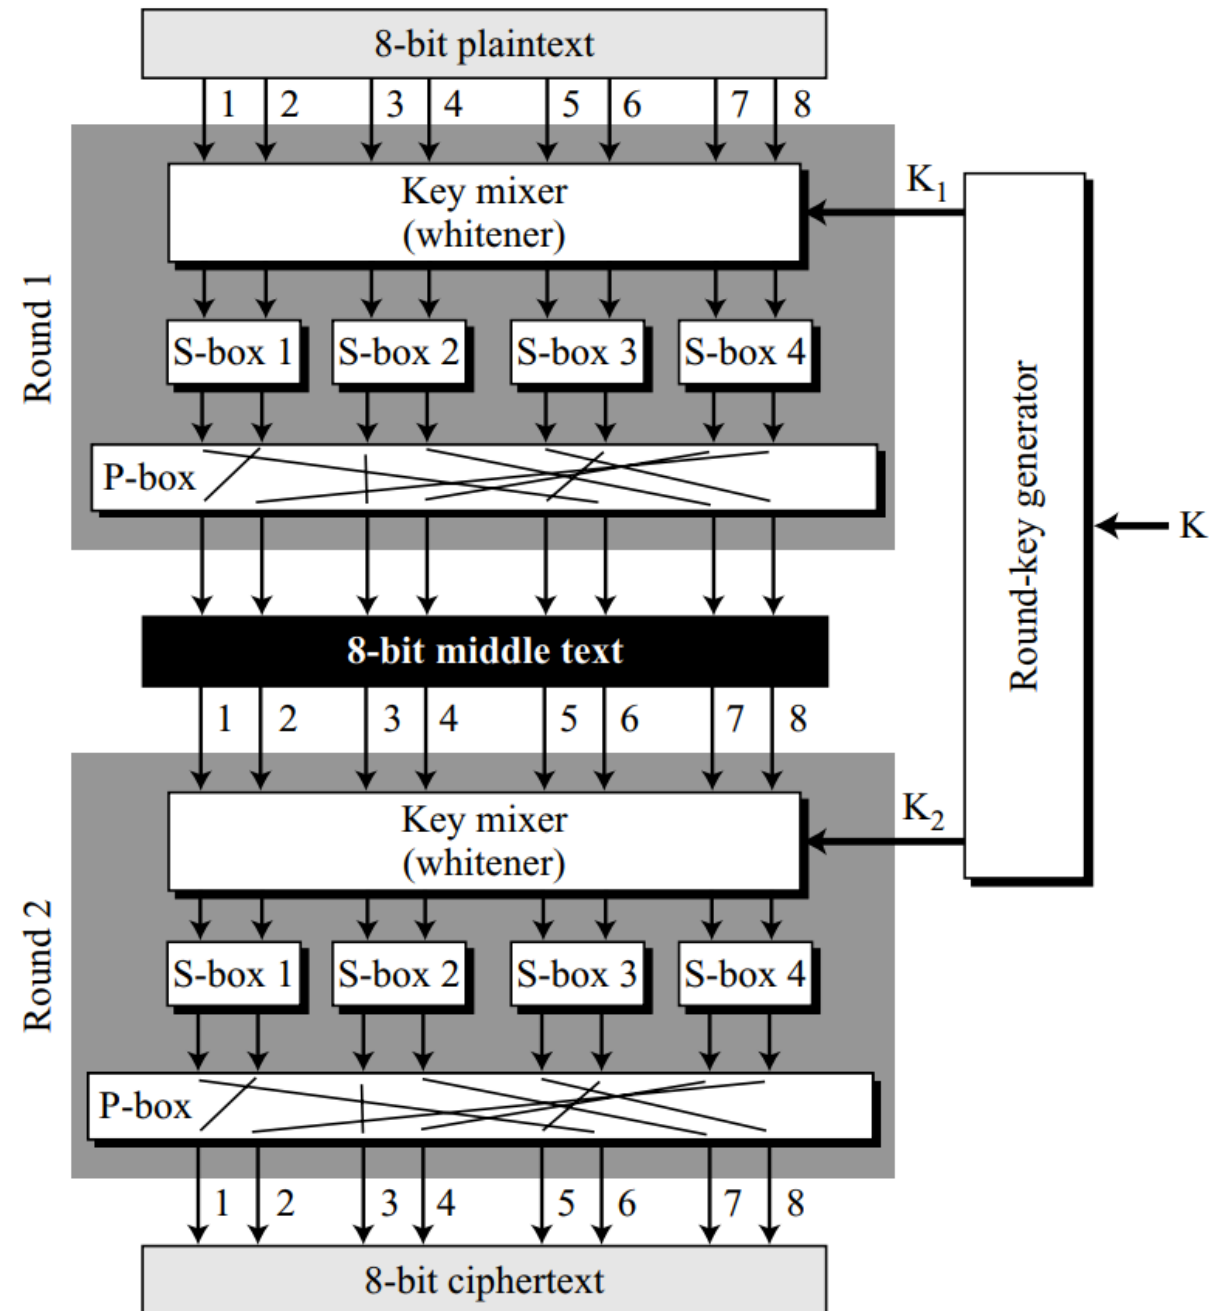 8-bit plaintext
1 2 3 4 5 6 7 8
Key mixer
(whitener)
K1
Round 1
S-box 1 S-box 2 S-box 3 S-box 4
P-box
Round-key generator
K
8-bit middle text
1 2 3 4 5 6 7 8
Key mixer
(whitener)
K2
Round 2
S-box 1 S-box 2 S-box 3 S-box 4
P-box
1 2 3 4 5 6 7 8
8-bit ciphertext